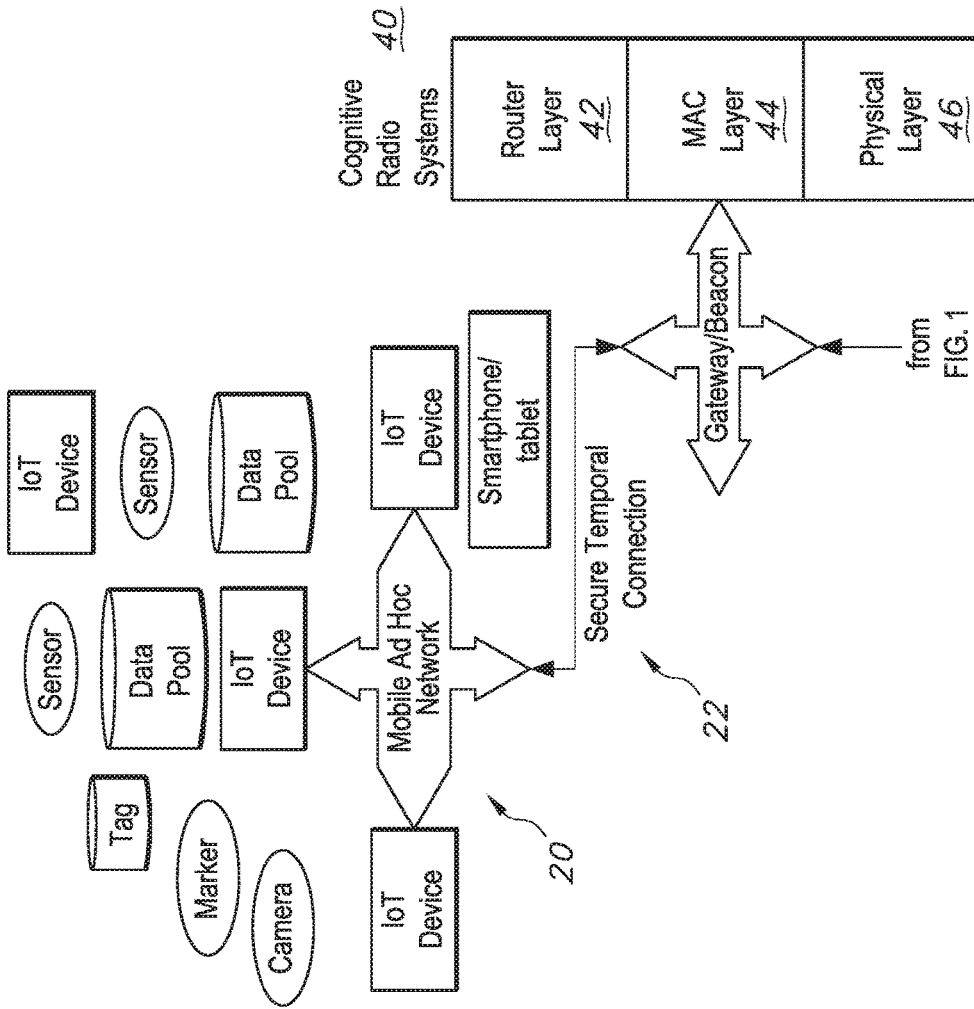 IoT
Device
Sensor
Data
Pool
Sensor
Data
Pool
IoT
Device
Tag
Marker
Camera
IoT
Device
Mobile Ad Hoc
Network
IoT
Device
Smartphone/
tablet
20
Secure Temporal
Connection
22
Gateway/Beacon
from
FIG. 1
Cognitive
Radio
Systems
40
Router
Layer
42
MAC
Layer
44
Physical
Layer
46